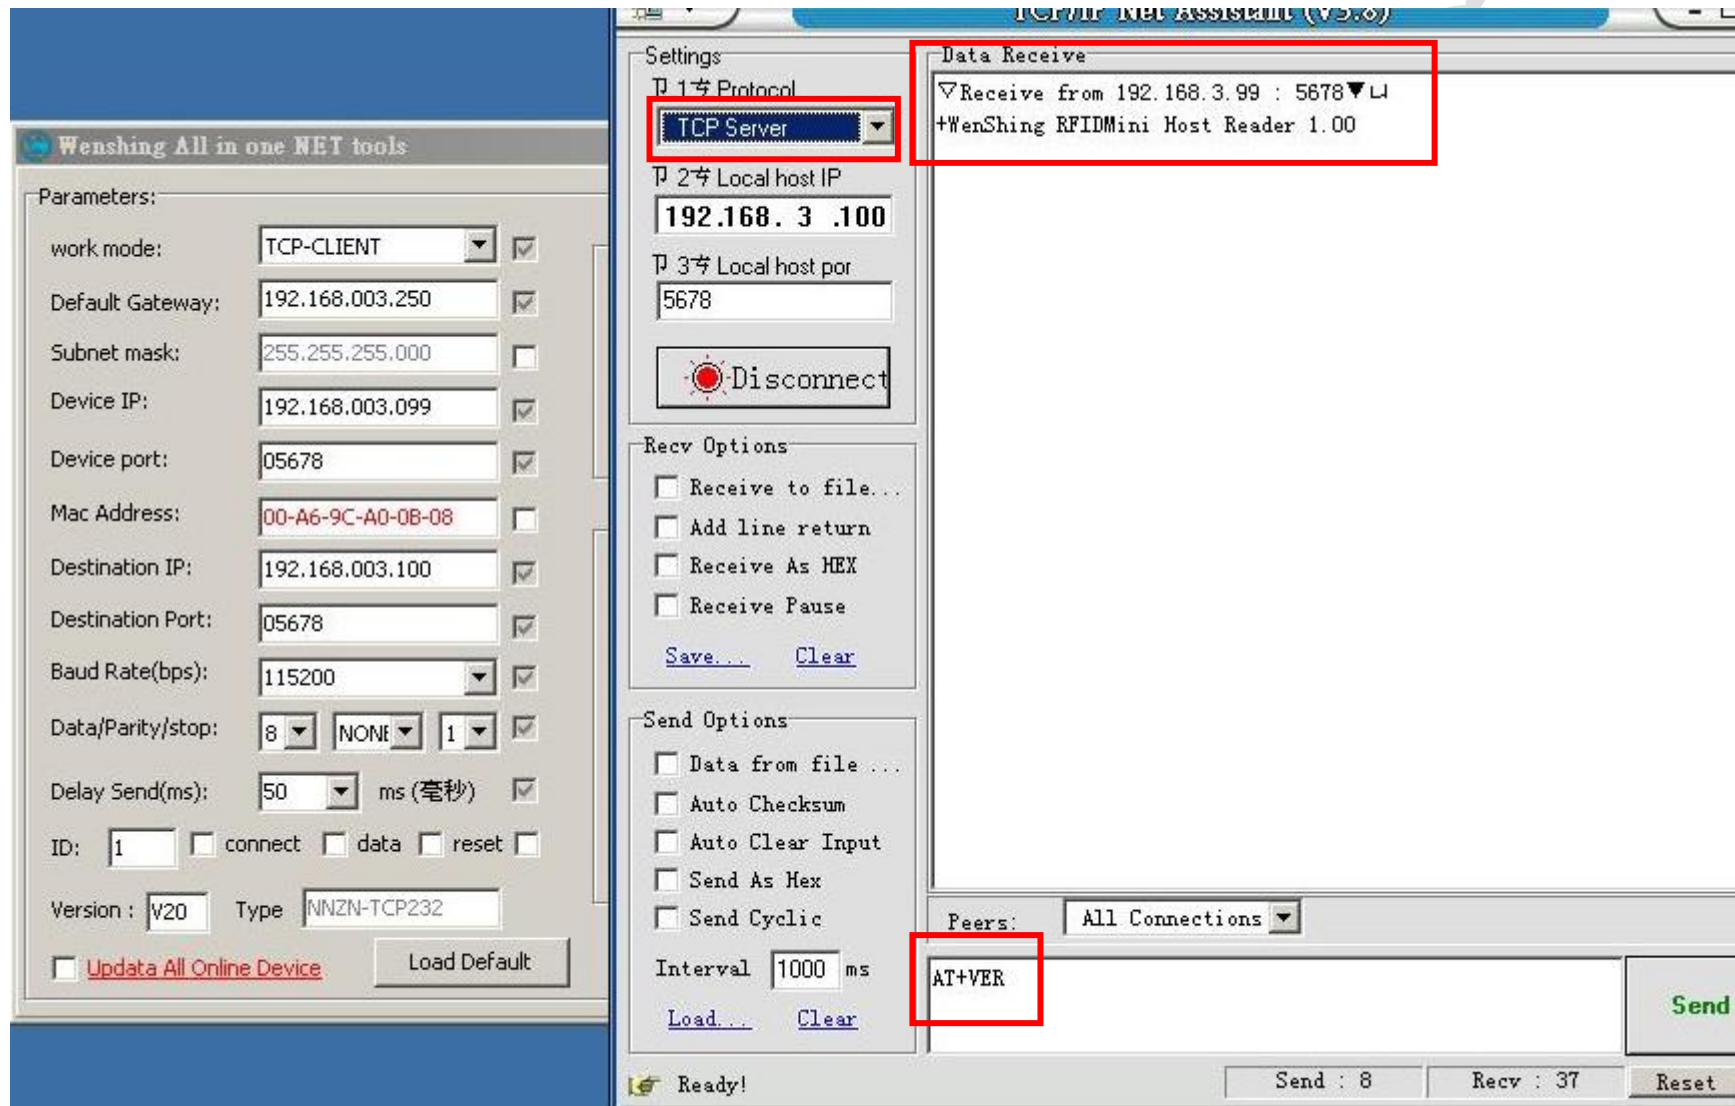 TCP/IP Net Assistant (V3.8)
Wenshing All in one NET tools
Parameters:
work mode: TCP-CLIENT
Default Gateway: 192.168.003.250
Subnet mask: 255.255.255.000
Device IP: 192.168.003.099
Device port: 05678
Mac Address: 00-A6-9C-A0-0B-08
Destination IP: 192.168.003.100
Destination Port: 05678
Baud Rate(bps): 115200
Data/Parity/stop: 8 NONE 1
Delay Send(ms): 50 ms (毫秒)
ID: 1 connect data reset
Version : V20 Type NNZN-TCP232
Updata All Online Device Load Default
Settings
1 Protocol
TCP Server
2 Local host IP
192.168. 3 .100
3 Local host por
5678
Disconnect
Recv Options
Receive to file...
Add line return
Receive As HEX
Receive Pause
Save... Clear
Send Options
Data from file ...
Auto Checksum
Auto Clear Input
Send As Hex
Send Cyclic
Interval 1000 ms
Load... Clear
Data Receive
▽Receive from 192.168.3.99 : 5678▼
+WenShing RFIDMini Host Reader 1.00
Peers: All Connections
AT+VER
Send
Ready! Send : 8 Recv : 37 Reset